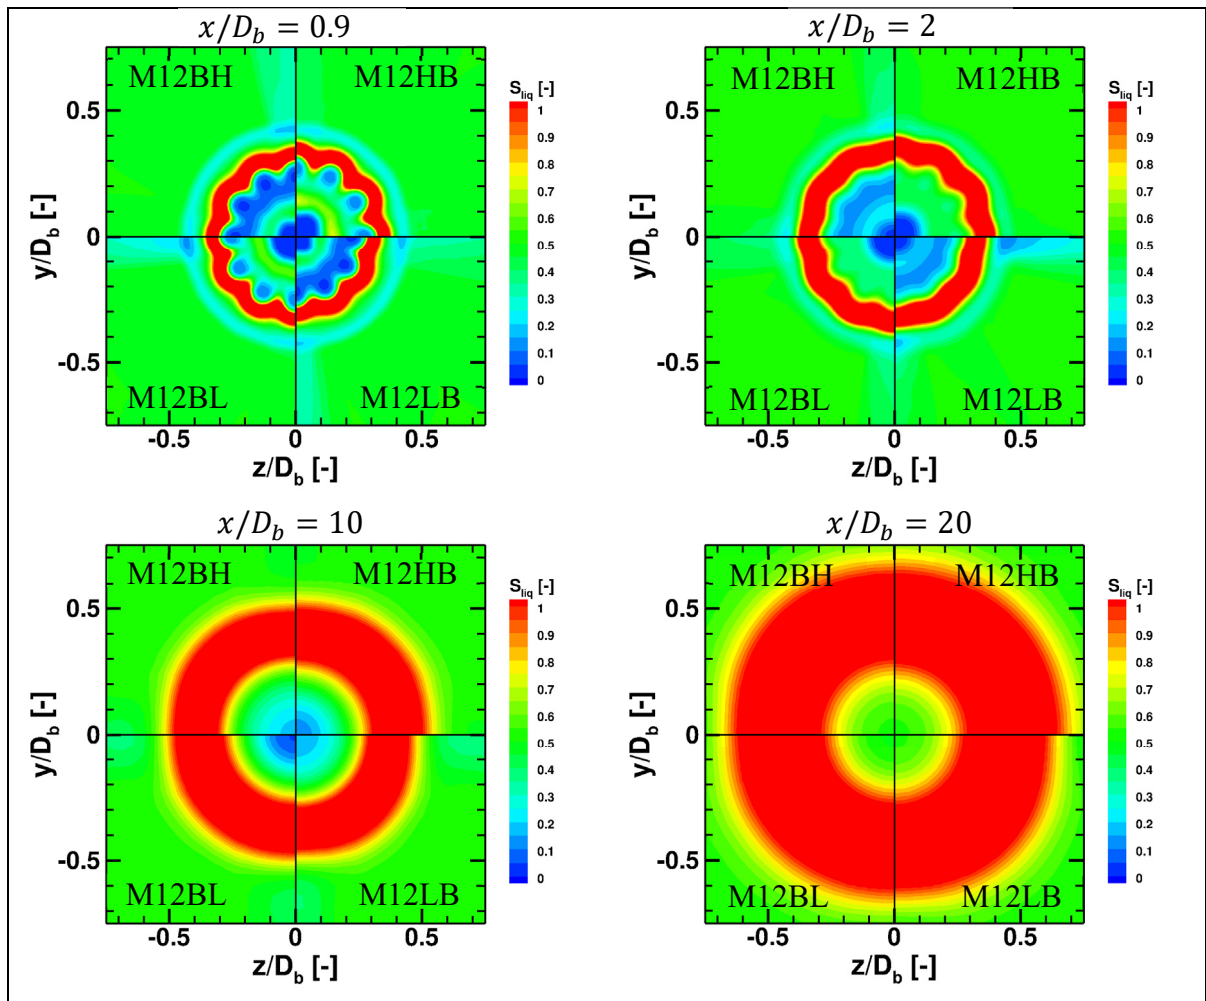 x/D_b = 0.9
M12BH M12HB
M12BL M12LB
0.5
0
-0.5
-0.5 0 0.5
y/D_b [-]
z/D_b [-]
S_liq [-]
1
0.9
0.8
0.7
0.6
0.5
0.4
0.3
0.2
0.1
0
x/D_b = 2
M12BH M12HB
M12BL M12LB
0.5
0
-0.5
-0.5 0 0.5
y/D_b [-]
z/D_b [-]
S_liq [-]
1
0.9
0.8
0.7
0.6
0.5
0.4
0.3
0.2
0.1
0
x/D_b = 10
M12BH M12HB
M12BL M12LB
0.5
0
-0.5
-0.5 0 0.5
y/D_b [-]
z/D_b [-]
S_liq [-]
1
0.9
0.8
0.7
0.6
0.5
0.4
0.3
0.2
0.1
0
x/D_b = 20
M12BH M12HB
M12BL M12LB
0.5
0
-0.5
-0.5 0 0.5
y/D_b [-]
z/D_b [-]
S_liq [-]
1
0.9
0.8
0.7
0.6
0.5
0.4
0.3
0.2
0.1
0